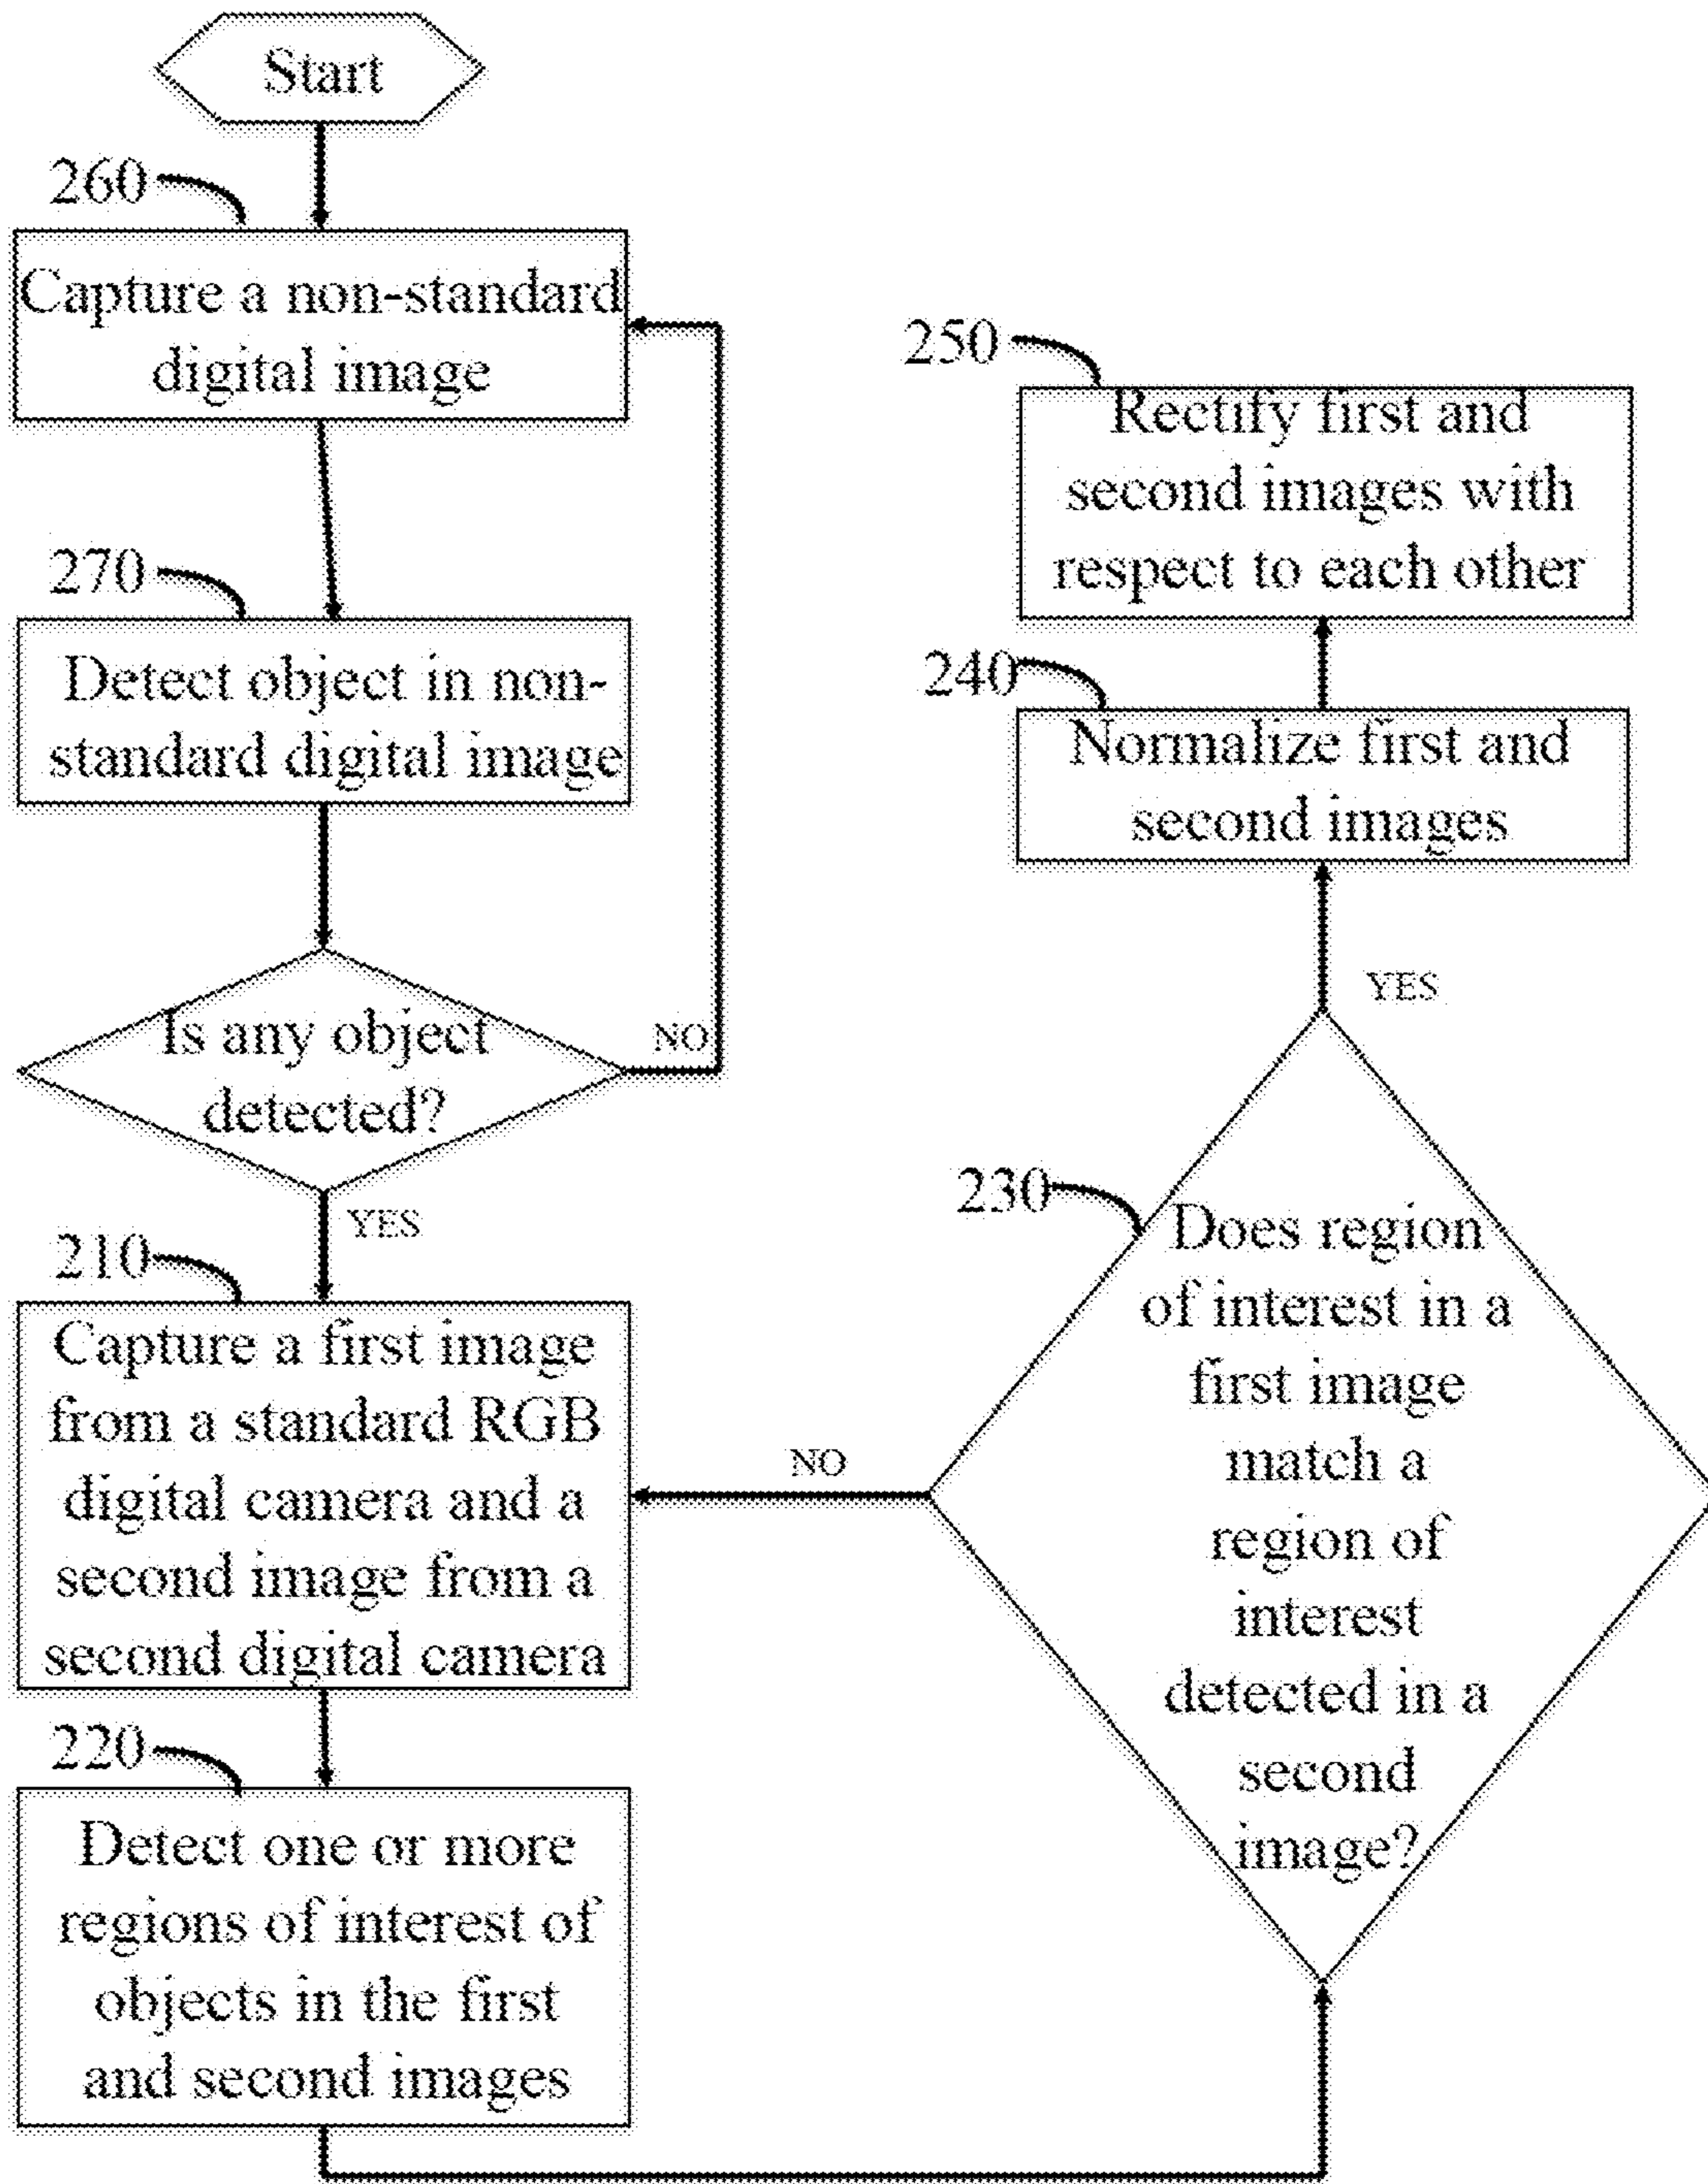 Start
260
Capture a non-standard
digital image
270
Detect object in non-
standard digital image
Is any object
detected?
NO
YES
210
Capture a first image
from a standard RGB
digital camera and a
second image from a
second digital camera
220
Detect one or more
regions of interest of
objects in the first
and second images
230
Does region
of interest in a
first image
match a
region of
interest
detected in a
second
image?
NO
YES
240
Normalize first and
second images
250
Rectify first and
second images with
respect to each other